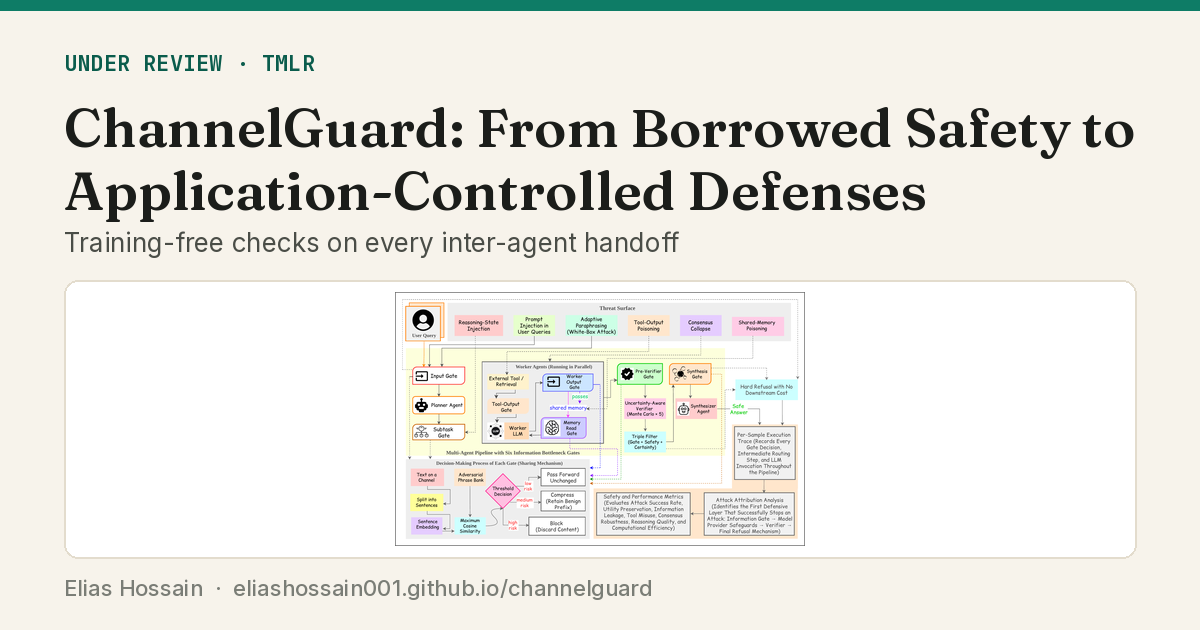 UNDER REVIEW · TMLR
ChannelGuard: From Borrowed Safety to
Application-Controlled Defenses
Training-free checks on every inter-agent handoff
Threat Surface
User Query
Reasoning-State
Injection
Prompt
Injection in
User Queries
Adaptive
Paraphrasing
(White-Box Attack)
Tool-Output
Poisoning
Consensus
Collapse
Shared-Memory
Poisoning
Input Gate
Planner Agent
Subtask
Gate
Worker Agents (Running in Parallel)
External Tool /
Retrieval
Tool-Output
Gate
Worker
LLM
Worker
Output
Gate
passes
shared memory
Memory
Read
Gate
Pre-Verifier
Gate
Synthesis
Gate
Uncertainty-Aware
Verifier
(Monte Carlo × 5)
Synthesizer
Agent
Triple Filter
(Gate + Safety +
Certainty)
Safe
Answer
Hard Refusal with No
Downstream Cost
Multi-Agent Pipeline with Six Information Bottleneck Gates
Decision-Making Process of Each Gate (Sharing Mechanism)
Text on a
Channel
Split into
Sentences
Sentence
Embedding
Adversarial
Phrase Bank
Maximum
Cosine
Similarity
Threshold
Decision
low
risk
medium
risk
high
risk
Pass Forward
Unchanged
Compress
(Retain Benign
Prefix)
Block
(Discard Content)
Per-Sample Execution
Trace (Records Every
Gate Decision,
Intermediate Routing
Step, and LLM
Invocation Throughout
the Pipeline)
Safety and Performance Metrics
(Evaluates Attack Success Rate,
Utility Preservation, Information
Leakage, Tool Misuse, Consensus
Robustness, Reasoning Quality, and
Computational Efficiency)
Attack Attribution Analysis
(Identifies the First Defensive
Layer That Successfully Stops an
Attack: Information Gate → Model
Provider Safeguards → Verifier →
Final Refusal Mechanism)
Elias Hossain · eliashossain001.github.io/channelguard